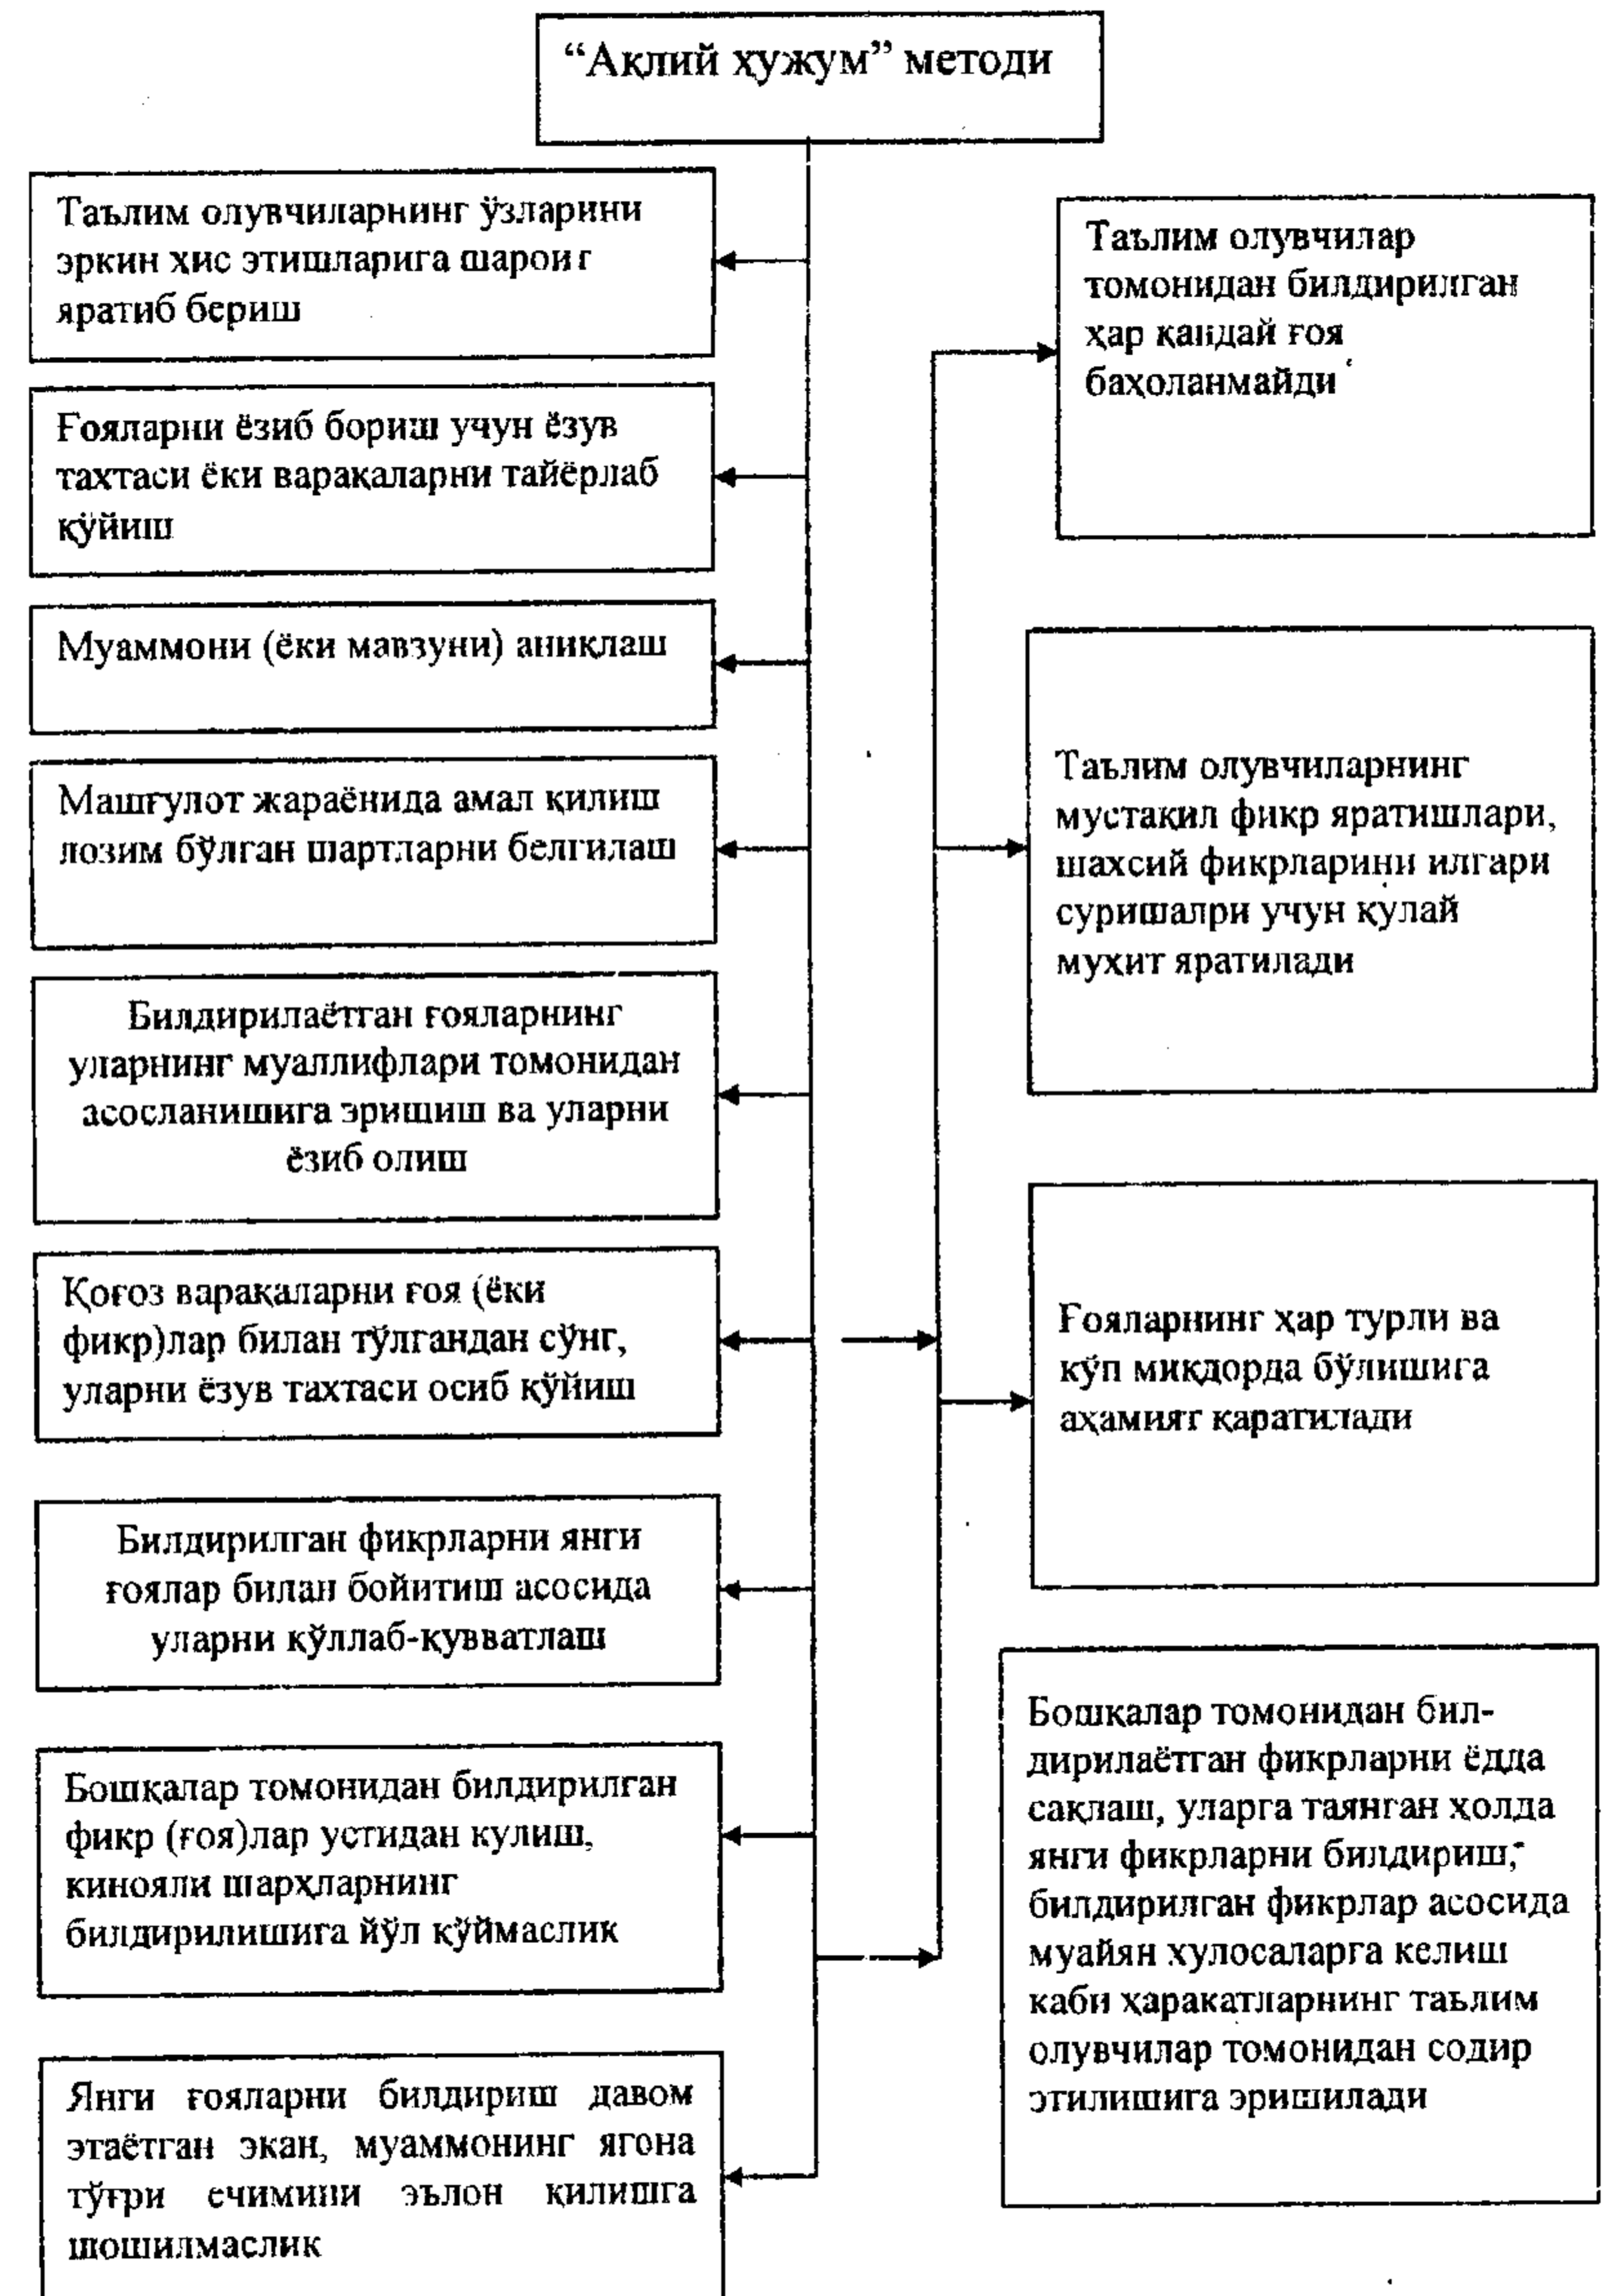 “Ақлий ҳужум” методи
Таълим олувчиларнинг ўзларини
эркин ҳис этишларига шароит
яратиб бериш
Ғояларни ёзиб бориш учун ёзув
тахтаси ёки варақаларни тайёрлаб
қўйиш
Муаммони (ёки мавзуни) аниқлаш
Машғулот жараёнида амал қилиш
лозим бўлган шартларни белгилаш
Билдирилаётган ғояларнинг
уларнинг муаллифлари томонидан
асосланишига эришиш ва уларни
ёзиб олиш
Қоғоз варақаларни ғоя (ёки
фикр)лар билан тўлгандан сўнг,
уларни ёзув тахтаси осиб қўйиш
Билдирилган фикрларни янги
ғоялар билан бойитиш асосида
уларни қўллаб-қувватлаш
Бошқалар томонидан билдирилган
фикр (ғоя)лар устидан кулиш,
кинояли шарҳларнинг
билдирилишига йўл қўймаслик
Янги ғояларни билдириш давом
этаётган экан, муаммонинг ягона
тўғри ечимини эълон қилишга
шошилмаслик
Таълим олувчилар
томонидан билдирилган
ҳар қандай ғоя
баҳоланмайди
Таълим олувчиларнинг
мустақил фикр яратишлари,
шахсий фикрларини илгари
суришалри учун қулай
муҳит яратилади
Ғояларнинг ҳар турли ва
кўп миқдорда бўлишига
аҳамият қаратилади
Бошқалар томонидан бил-
дирилаётган фикрларни ёдда
сақлаш, уларга таянган ҳолда
янги фикрларни билдириш,
билдирилган фикрлар асосида
муайян хулосаларга келиш
каби ҳаракатларнинг таълим
олувчилар томонидан содир
этилишига эришилади